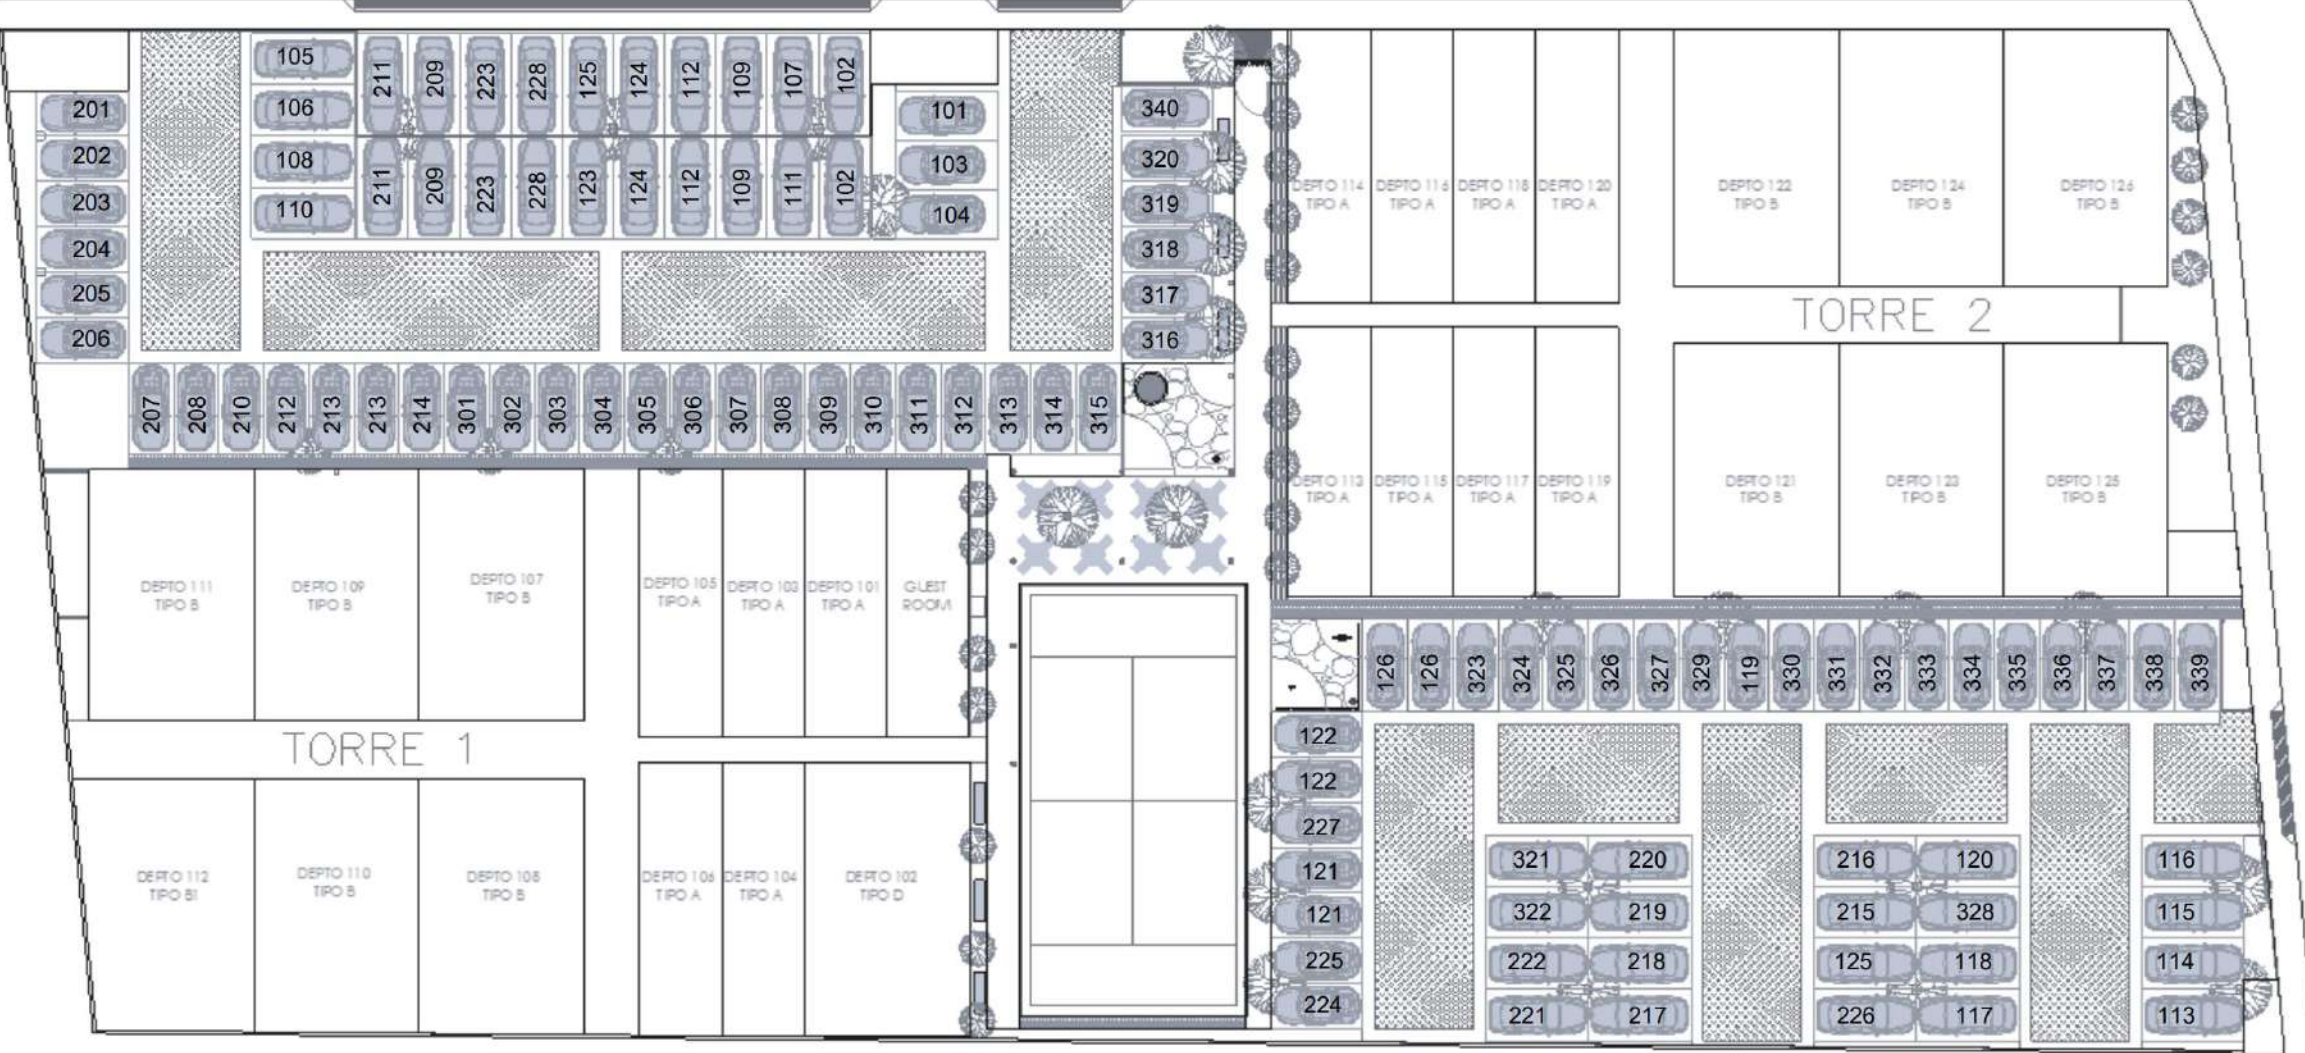 105
106
108
110
211
209
223
228
125
124
112
109
107
102
211
209
223
228
123
124
112
109
111
102
101
103
104
201
202
203
204
205
206
340
320
319
318
317
316
207
208
210
212
213
213
214
301
302
303
304
305
306
307
308
309
310
311
312
313
314
315
DEPTO 114
TIPO A
DEPTO 116
TIPO A
DEPTO 118
TIPO A
DEPTO 120
TIPO A
DEPTO 122
TIPO B
DEPTO 124
TIPO B
DEPTO 126
TIPO B
TORRE 2
DEPTO 113
TIPO A
DEPTO 115
TIPO A
DEPTO 117
TIPO A
DEPTO 119
TIPO A
DEPTO 121
TIPO B
DEPTO 123
TIPO B
DEPTO 125
TIPO B
DEPTO 111
TIPO B
DEPTO 109
TIPO B
DEPTO 107
TIPO B
DEPTO 105
TIPO A
DEPTO 103
TIPO A
DEPTO 101
TIPO A
GUEST
ROOM
TORRE 1
DEPTO 112
TIPO B1
DEPTO 110
TIPO B
DEPTO 108
TIPO B
DEPTO 106
TIPO A
DEPTO 104
TIPO A
DEPTO 102
TIPO D
126
126
323
324
325
326
327
329
119
330
331
332
333
334
335
336
337
338
339
122
122
227
121
121
225
224
321
220
322
219
222
218
221
217
216
120
215
328
125
118
226
117
116
115
114
113